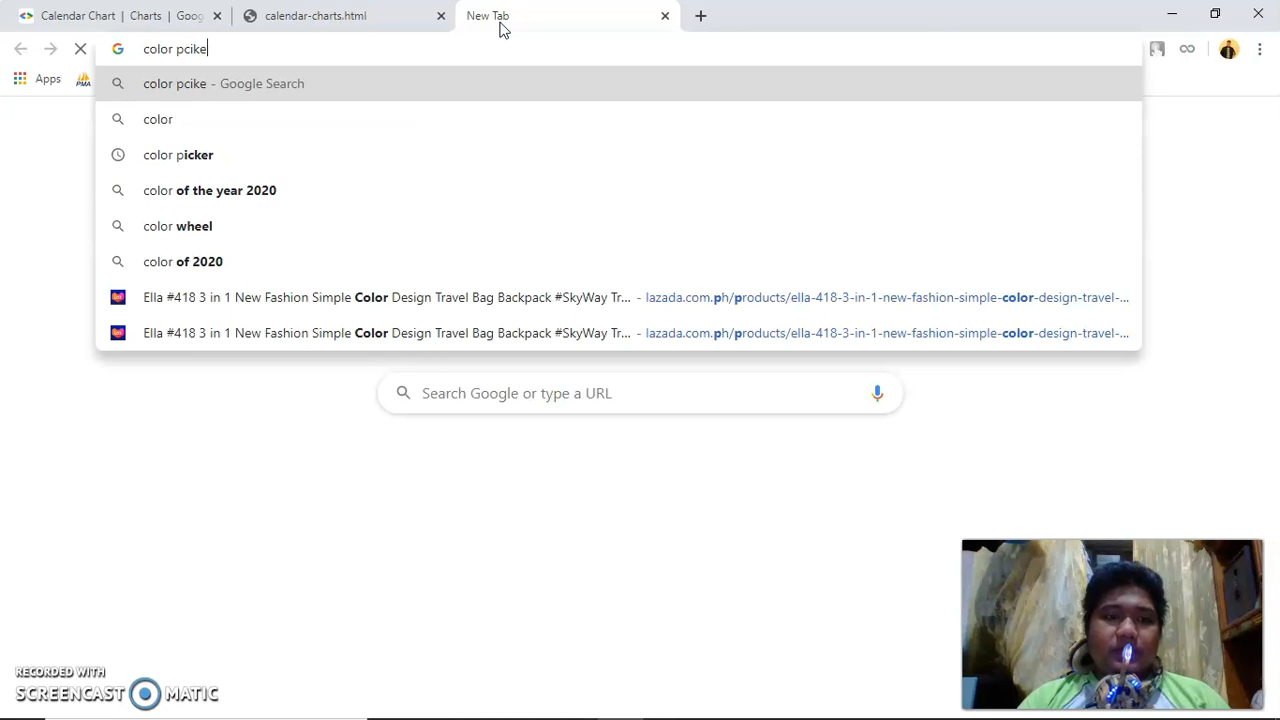 Calendar Chart | Charts | Goog
calendar-charts.html
New Tab
color pcike
Apps
PMA
color pcike - Google Search
color
color picker
color of the year 2020
color wheel
color of 2020
Ella #418 3 in 1 New Fashion Simple Color Design Travel Bag Backpack #SkyWay Tr... - lazada.com.ph/products/ella-418-3-in-1-new-fashion-simple-color-design-travel-...
Ella #418 3 in 1 New Fashion Simple Color Design Travel Bag Backpack #SkyWay Tr... - lazada.com.ph/products/ella-418-3-in-1-new-fashion-simple-color-design-travel-...
Search Google or type a URL
RECORDED WITH
SCREENCAST MATIC